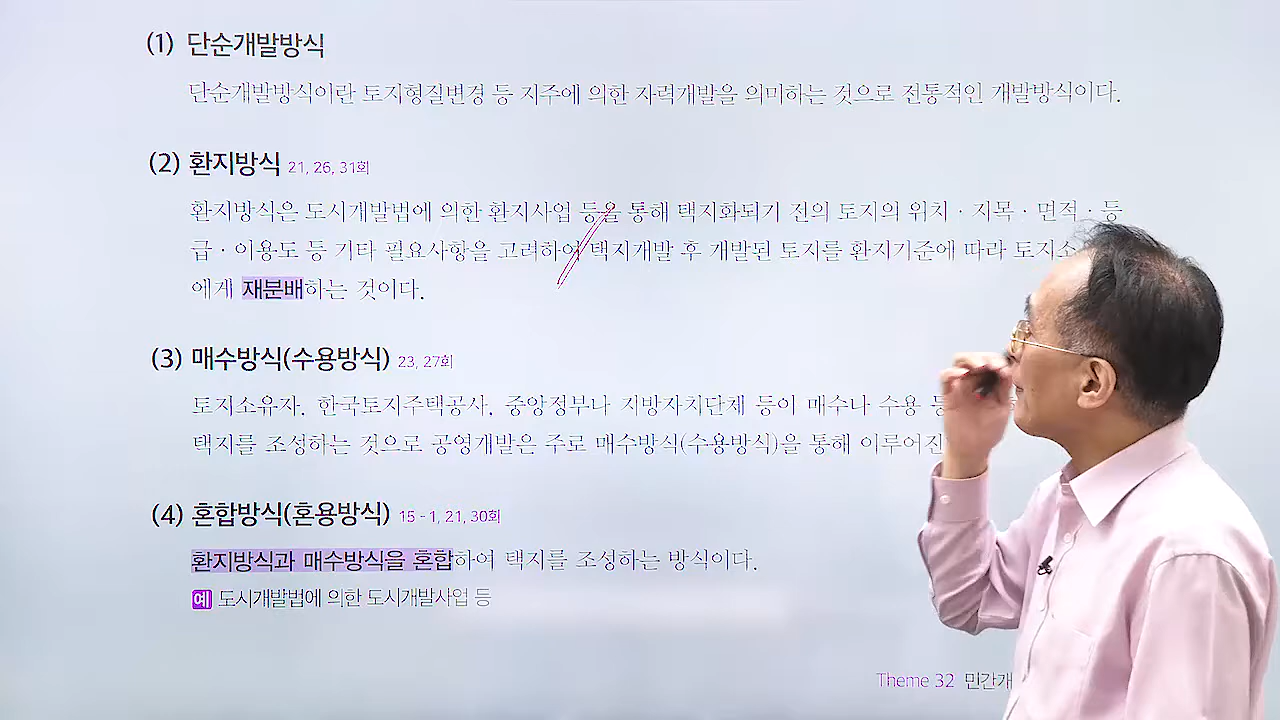 (1) 단순개발방식
단순개발방식이란 토지형질변경 등 지주에 의한 자력개발을 의미하는 것으로 전통적인 개발방식이다.
(2) 환지방식 21, 26, 31회
환지방식은 도시개발법에 의한 환지사업 등을 통해 택지화되기 전의 토지의 위치·지목·면적·등
급·이용도 등 기타 필요사항을 고려하여 택지개발 후 개발된 토지를 환지기준에 따라
에게 재분배하는 것이다.
(3) 매수방식(수용방식) 23, 27회
토지소유자, 한국토지주택공사, 중앙정부나 지방자치단체 등이 매수나 수용
택지를 조성하는 것으로 공영개발은 주로 매수방식(수용방식)을 통해
(4) 혼합방식(혼용방식) 15-1, 21, 30회
환지방식과 매수방식을 혼합하여 택지를 조성하는 방식이다.
예 도시개발법에 의한 도시개발사업 등
Theme 32